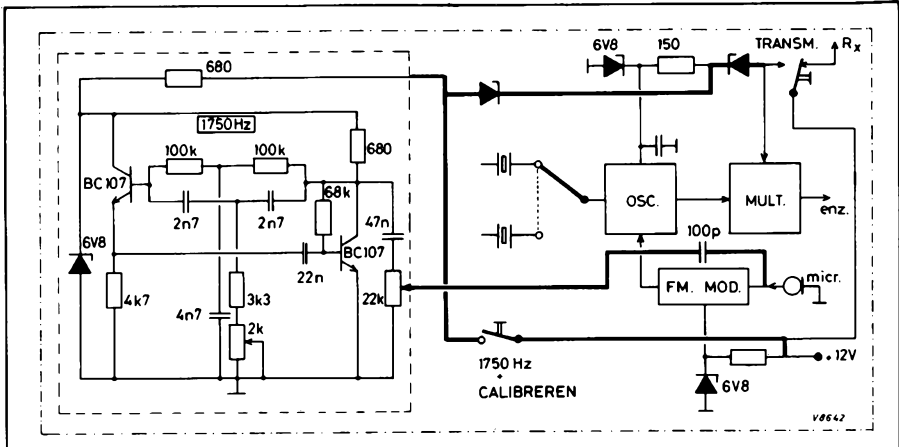 680
1750Hz
100k
100k
680
BC107
2n7
2n7
68k
47n
BC107
6V8
22n
4k7
4n7
3k3
22k
2k
6V8
150
TRANSM.
Rx
OSC.
MULT.
enz.
100p
FM. MOD.
micr.
1750 Hz
+
CALIBREREN
+12V
6V8
V8642